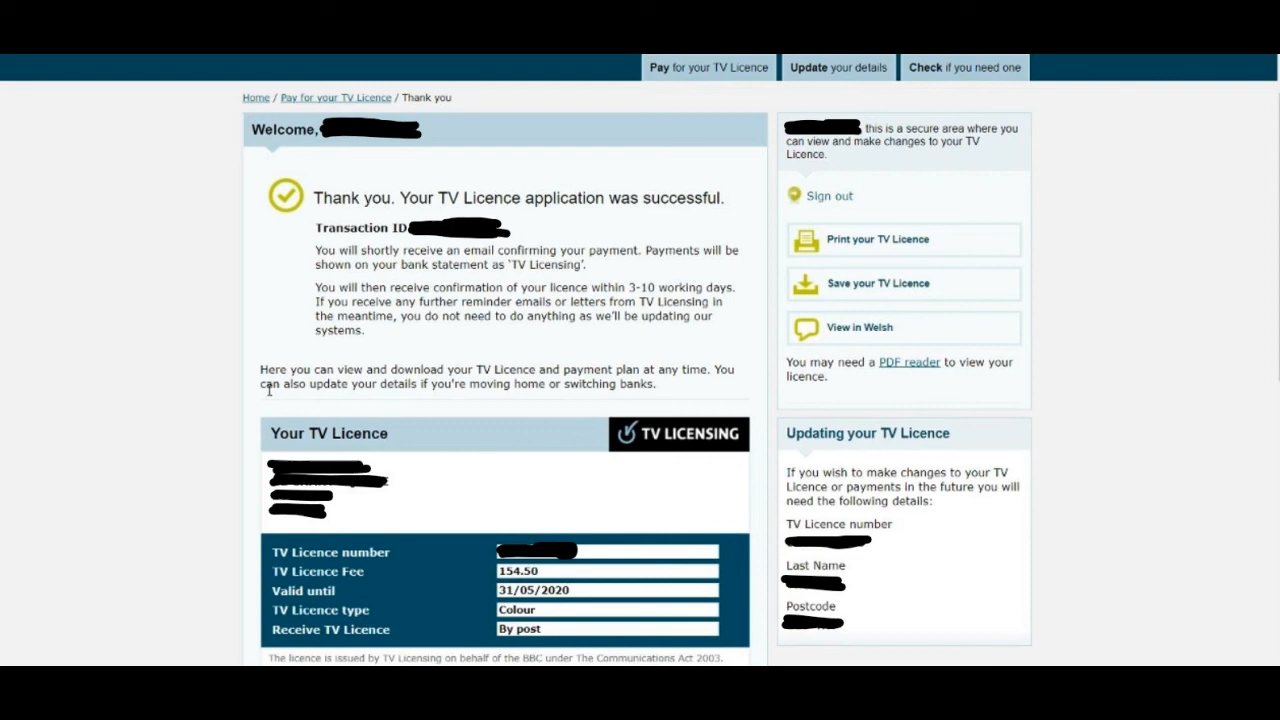 Pay for your TV Licence
Update your details
Check if you need one
Home / Pay for your TV Licence / Thank you
Welcome,
Thank you. Your TV Licence application was successful.
Transaction ID
You will shortly receive an email confirming your payment. Payments will be
shown on your bank statement as ‘TV Licensing’.
You will then receive confirmation of your licence within 3-10 working days.
If you receive any further reminder emails or letters from TV Licensing in
the meantime, you do not need to do anything as we’ll be updating our
systems.
Here you can view and download your TV Licence and payment plan at any time. You
can also update your details if you're moving home or switching banks.
Your TV Licence
TV LICENSING
TV Licence number
TV Licence Fee 154.50
Valid until 31/05/2020
TV Licence type Colour
Receive TV Licence By post
The licence is issued by TV Licensing on behalf of the BBC under The Communications Act 2003.
this is a secure area where you
can view and make changes to your TV
Licence.
Sign out
Print your TV Licence
Save your TV Licence
View in Welsh
You may need a PDF reader to view your
licence.
Updating your TV Licence
If you wish to make changes to your TV
Licence or payments in the future you will
need the following details:
TV Licence number
Last Name
Postcode